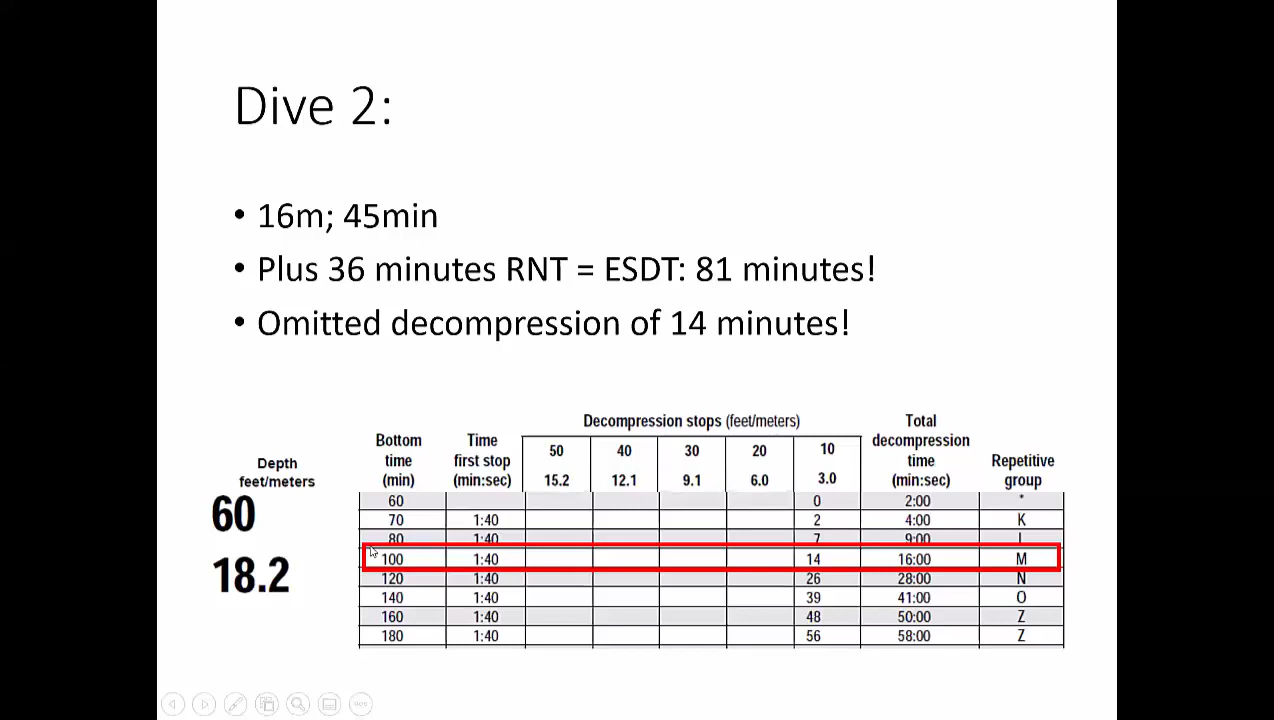 Dive 2:
• 16m; 45min
• Plus 36 minutes RNT = ESDT: 81 minutes!
• Omitted decompression of 14 minutes!
Depth
feet/meters
60
18.2
Bottom
time
(min)
Time
first stop
(min:sec)
Decompression stops (feet/meters)
50 40 30 20 10
15.2 12.1 9.1 6.0 3.0
Total
decompression
time
(min:sec)
Repetitive
group
60 0 2:00 *
70 1:40 2 4:00 K
80 1:40 7 9:00 L
100 1:40 14 16:00 M
120 1:40 26 28:00 N
140 1:40 39 41:00 O
160 1:40 48 50:00 Z
180 1:40 56 58:00 Z